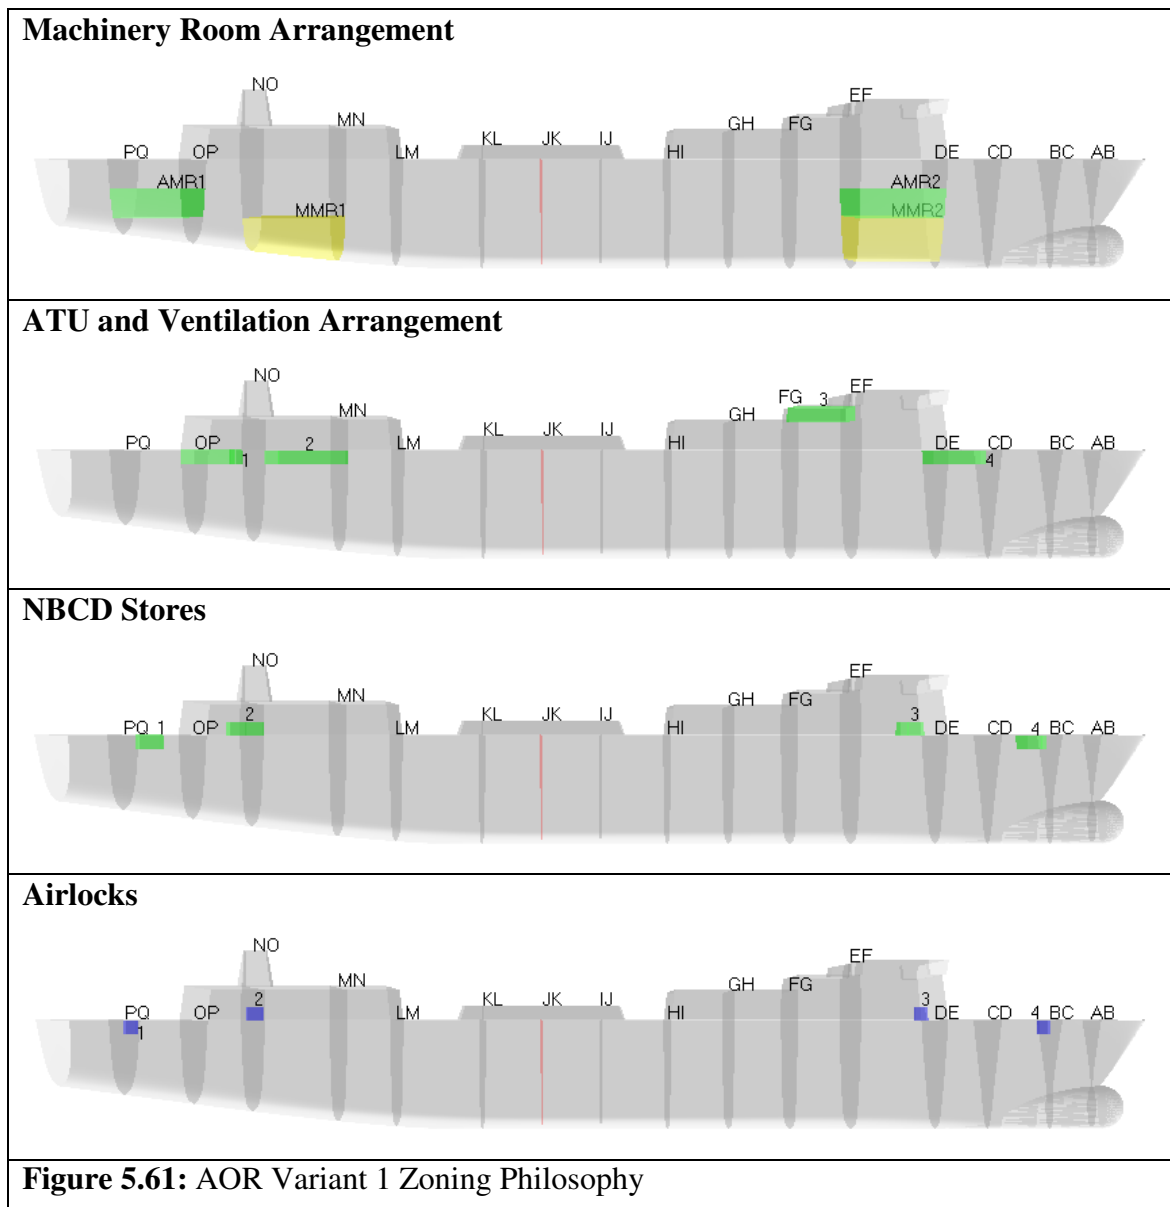 Machinery Room Arrangement
NO
EF
MN
GH FG
PQ OP LM KL JK IJ HI DE CD BC AB
AMR1 AMR2
MMR1 MMR2
ATU and Ventilation Arrangement
NO
EF
FG 3
MN GH
PQ OP 2 LM KL JK IJ HI DE CD BC AB
1 4
NBCD Stores
NO
EF
MN GH FG
2 3
PQ 1 OP LM KL JK IJ HI DE CD 4 BC AB
Airlocks
NO
EF
MN GH FG
2 KL JK IJ 3
PQ OP LM HI DE CD 4 BC AB
1
Figure 5.61: AOR Variant 1 Zoning Philosophy